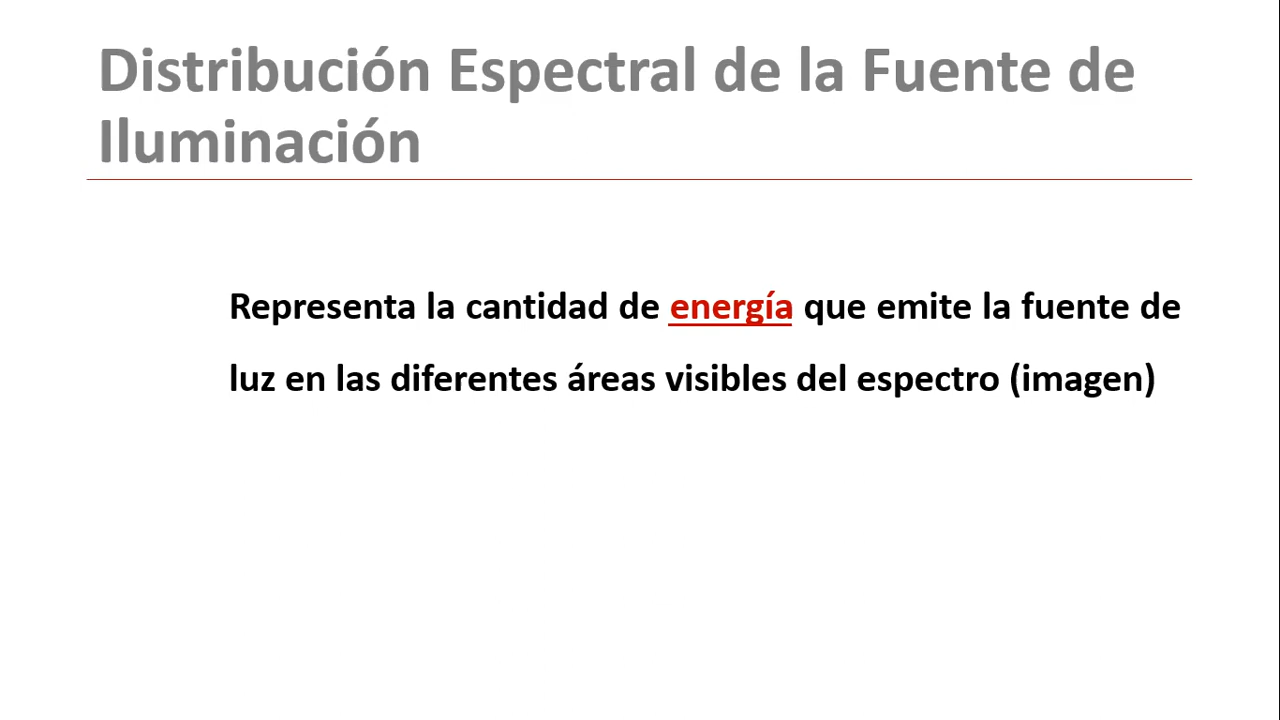 Distribución Espectral de la Fuente de
Iluminación
Representa la cantidad de energía que emite la fuente de
luz en las diferentes áreas visibles del espectro (imagen)